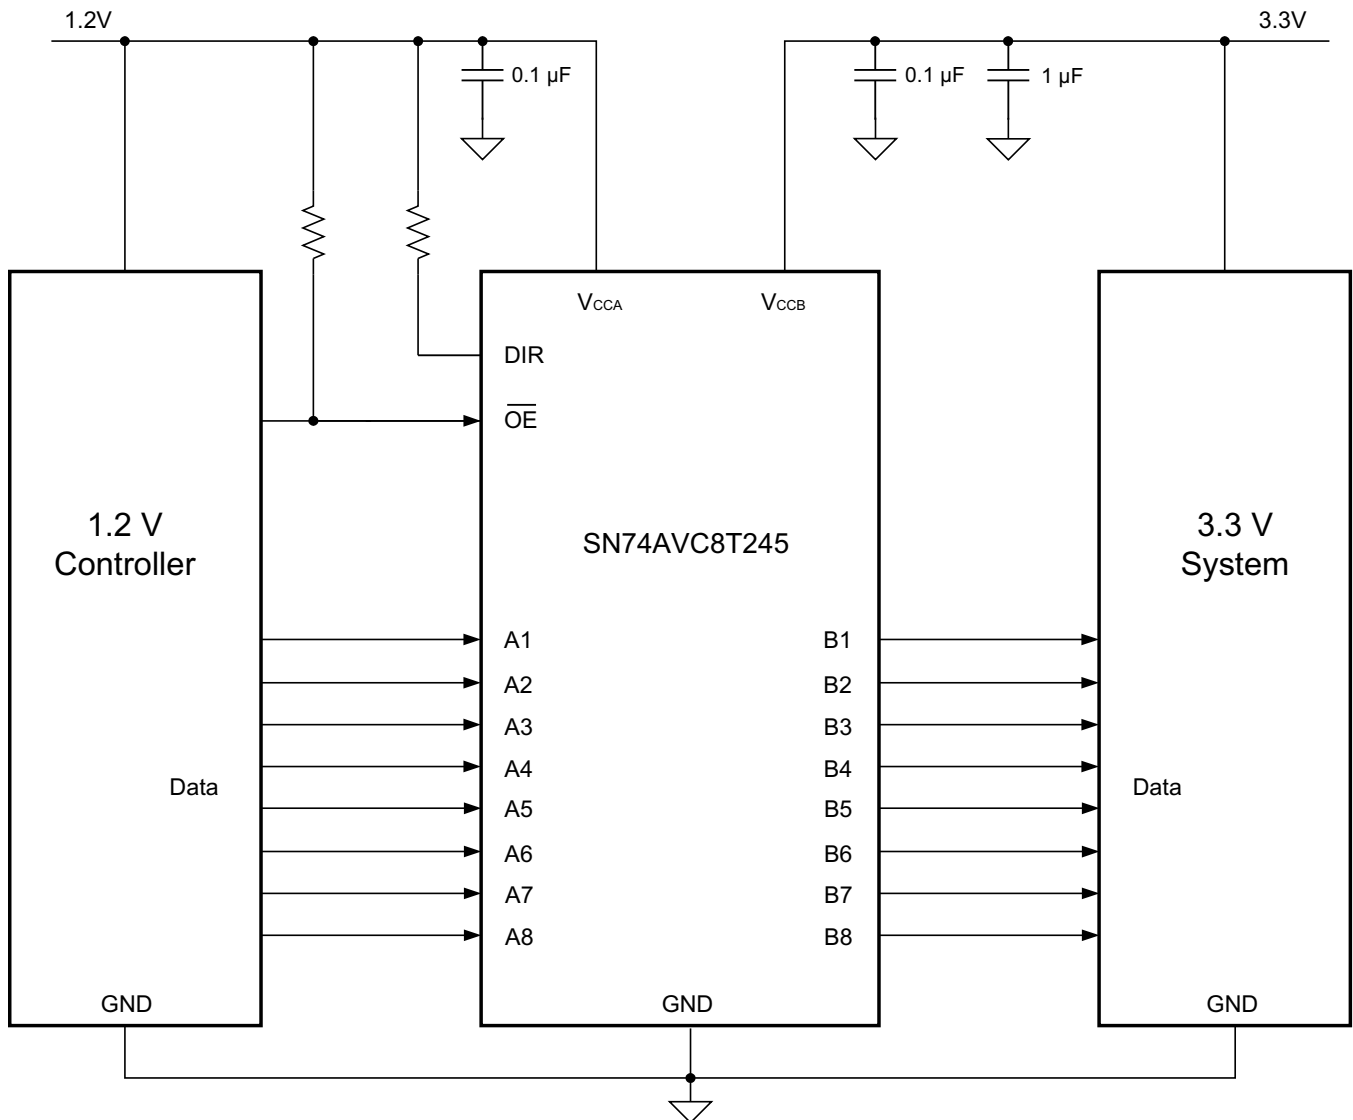 1.2V
3.3V
0.1 µF
0.1 µF
1 µF
VCCA
VCCB
DIR
OE
1.2 V
Controller
SN74AVC8T245
3.3 V
System
A1
B1
A2
B2
A3
B3
A4
B4
Data
Data
A5
B5
A6
B6
A7
B7
A8
B8
GND
GND
GND